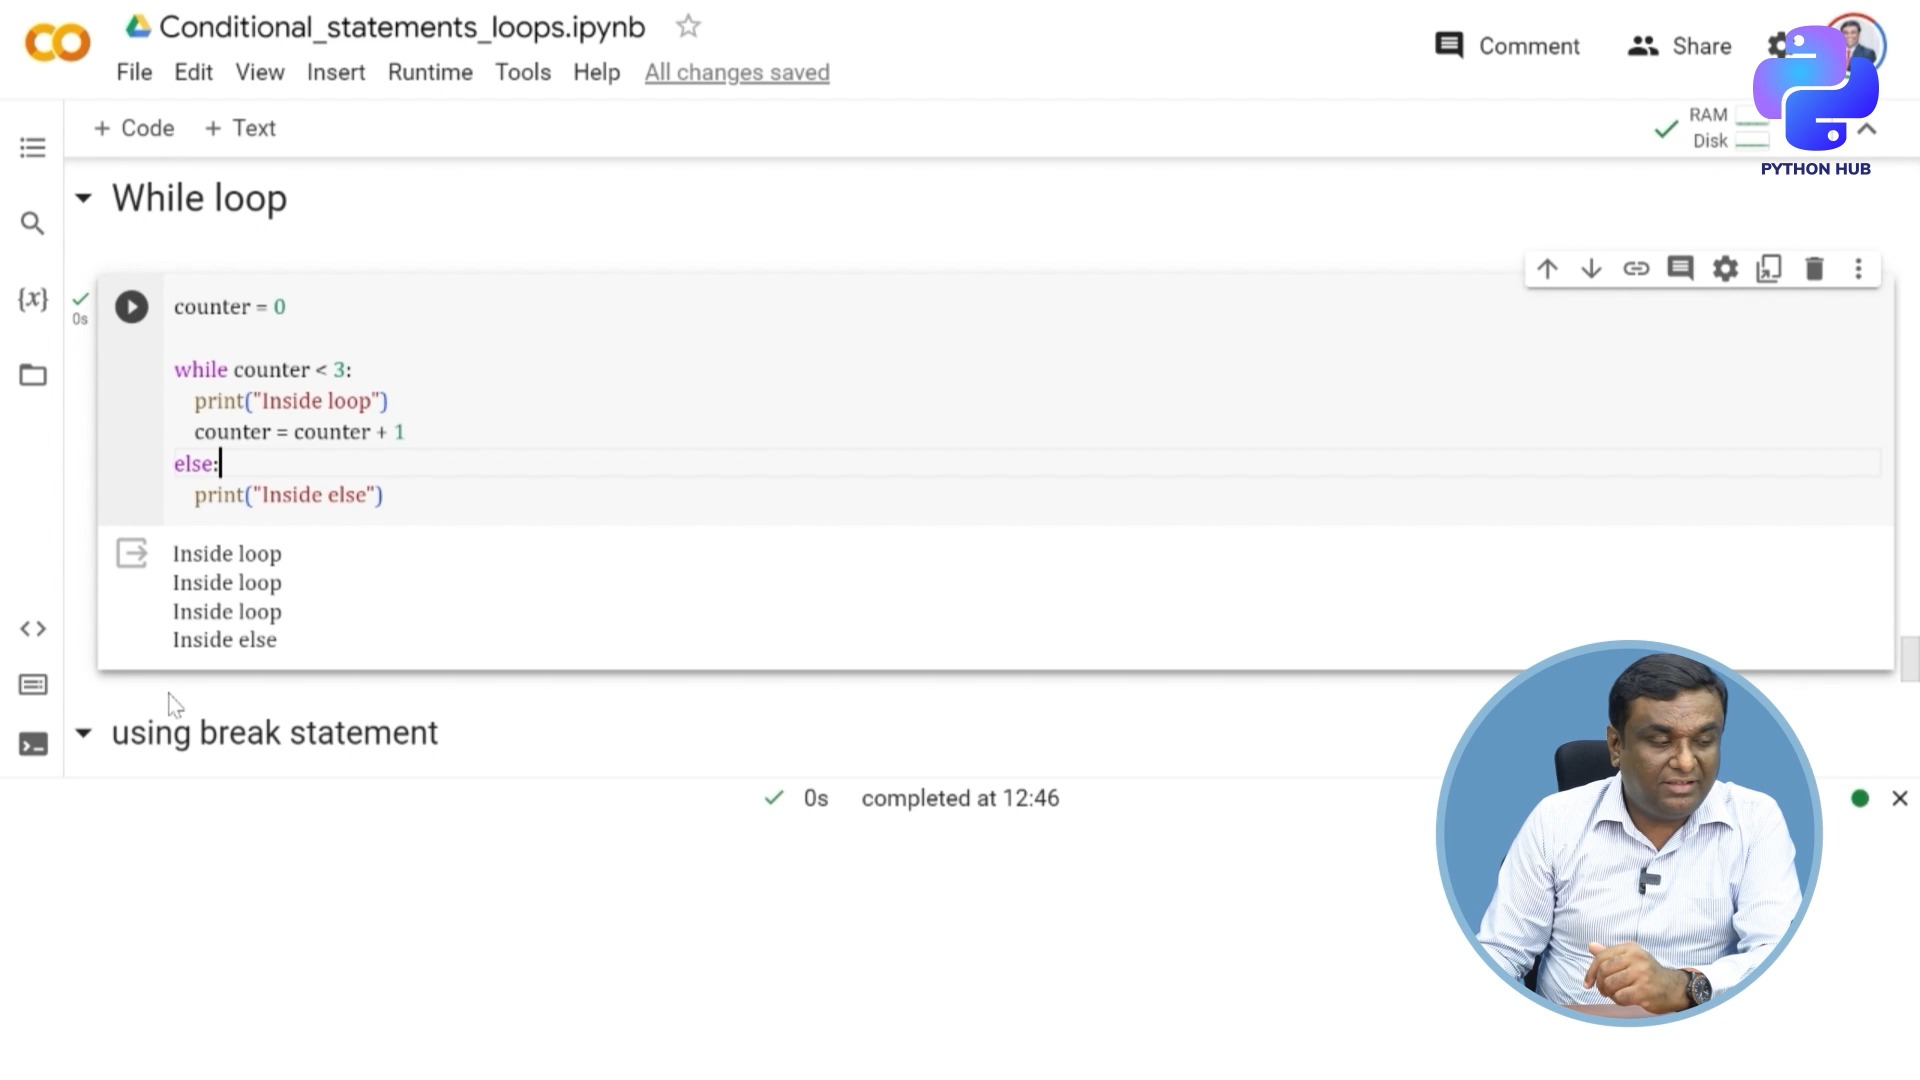 Conditional_statements_loops.ipynb
Comment
Share
File Edit View Insert Runtime Tools Help All changes saved
+ Code + Text
RAM
Disk
PYTHON HUB
While loop
{x}
0s
counter = 0
while counter < 3:
print("Inside loop")
counter = counter + 1
else:
print("Inside else")
Inside loop
Inside loop
Inside loop
Inside else
using break statement
0s completed at 12:46